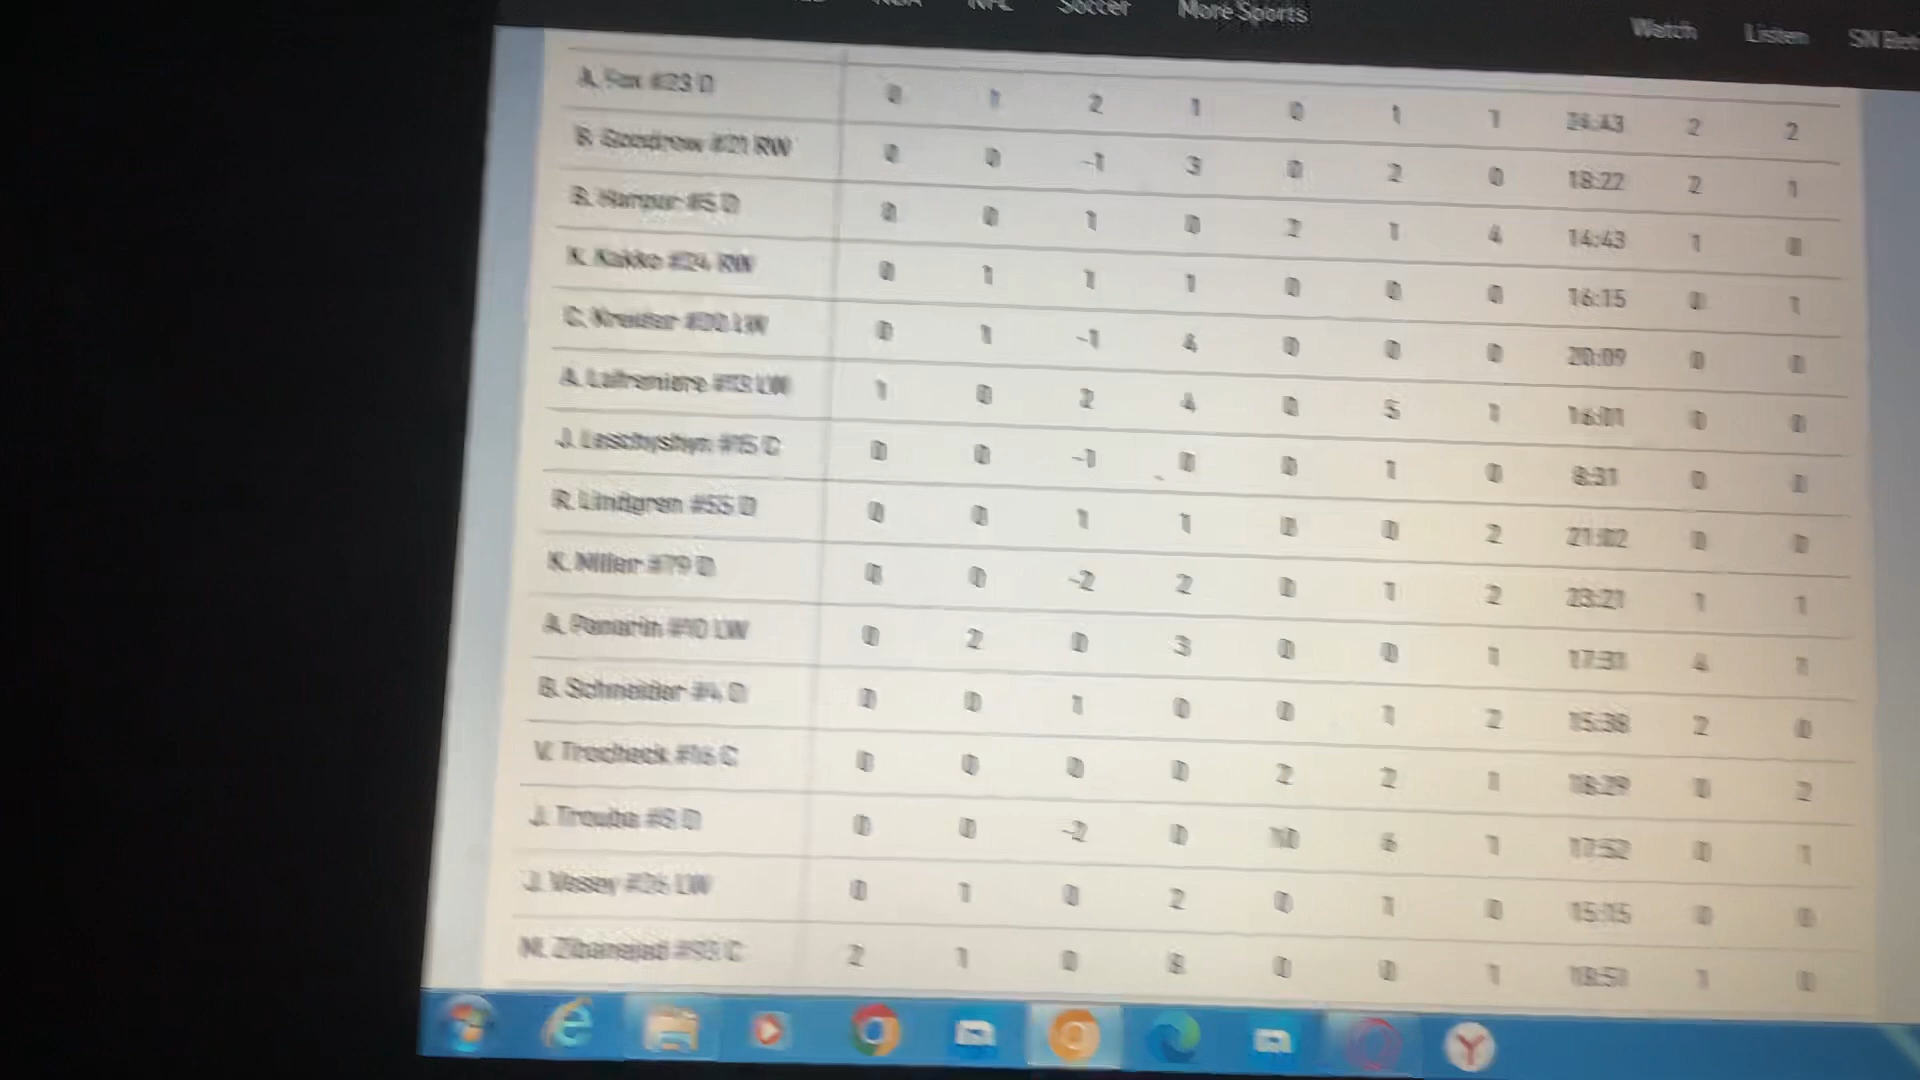 NFL Soccer More Sports Watch Listen SN Bet
A. Fox #23 D 0 1 2 1 0 1 1 24:43 2 2
B. Goodrow #21 RW 0 0 -1 3 0 2 0 18:22 2 1
B. Harpur #5 D 0 0 1 0 2 1 4 14:43 1 0
K. Kakko #24 RW 0 1 1 1 0 0 0 16:15 0 1
C. Kreider #20 LW 0 1 -1 4 0 0 0 20:09 0 0
A. Lafreniere #13 LW 1 0 2 4 0 5 1 16:01 0 0
J. Leschyshyn #15 C 0 0 -1 0 0 1 0 8:31 0 0
R. Lindgren #55 D 0 0 1 1 0 0 2 21:02 0 0
K. Miller #79 D 0 0 -2 2 0 1 2 23:21 1 1
A. Panarin #10 LW 0 2 0 3 0 0 1 17:31 4 1
B. Schneider #4 D 0 0 1 0 0 1 2 15:38 2 0
V. Trocheck #16 C 0 0 0 0 2 2 1 18:29 0 2
J. Trouba #8 D 0 0 -2 0 10 6 1 17:52 0 1
J. Vesey #26 LW 0 1 0 2 0 1 0 15:15 0 0
M. Zibanejad #93 C 2 1 0 8 0 0 1 18:51 1 0